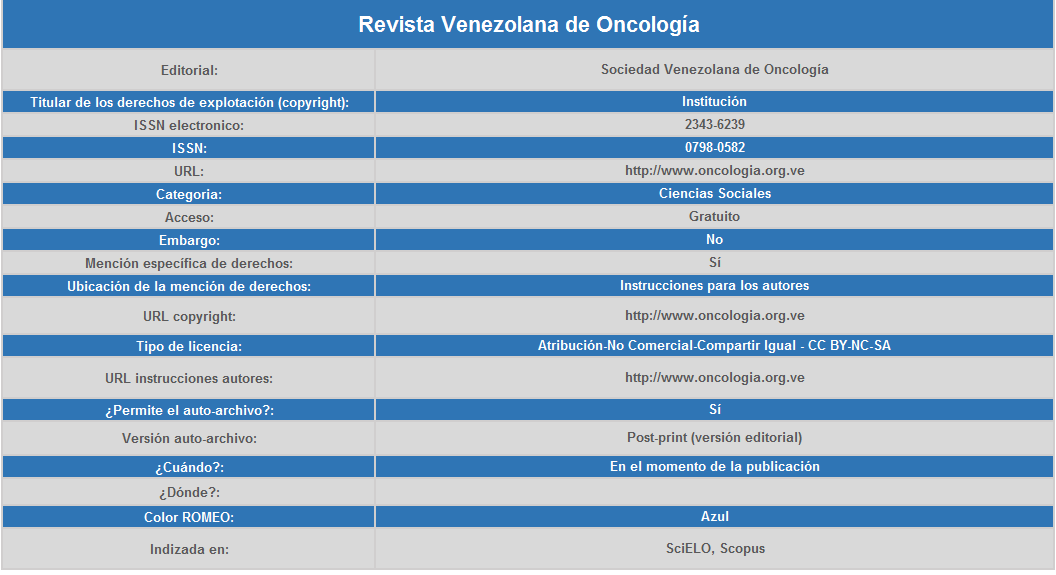 Revista Venezolana de Oncología
Editorial: Sociedad Venezolana de Oncología
Titular de los derechos de explotación (copyright): Institución
ISSN electronico: 2343-6239
ISSN: 0798-0582
URL: http://www.oncologia.org.ve
Categoria: Ciencias Sociales
Acceso: Gratuito
Embargo: No
Mención específica de derechos: Sí
Ubicación de la mención de derechos: Instrucciones para los autores
URL copyright: http://www.oncologia.org.ve
Tipo de licencia: Atribución-No Comercial-Compartir Igual - CC BY-NC-SA
URL instrucciones autores: http://www.oncologia.org.ve
¿Permite el auto-archivo?: Sí
Versión auto-archivo: Post-print (versión editorial)
¿Cuándo?: En el momento de la publicación
¿Dónde?:
Color ROMEO: Azul
Indizada en: SciELO, Scopus